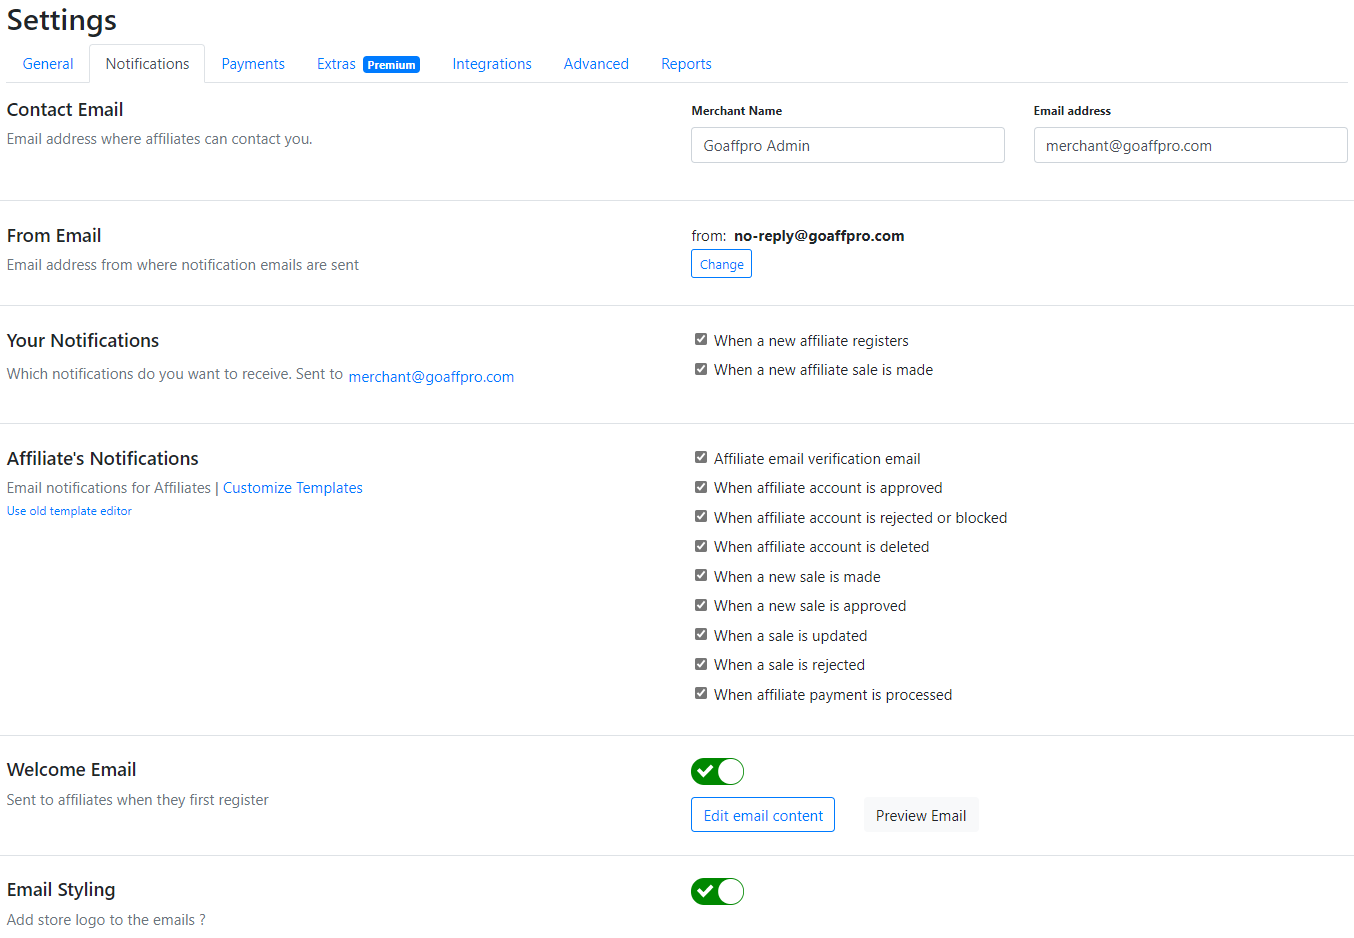 Settings
General Notifications Payments Extras Premium Integrations Advanced Reports
Contact Email
Email address where affiliates can contact you.
Merchant Name
Goaffpro Admin
Email address
merchant@goaffpro.com
From Email
Email address from where notification emails are sent
from: no-reply@goaffpro.com
Change
Your Notifications
Which notifications do you want to receive. Sent to merchant@goaffpro.com
When a new affiliate registers
When a new affiliate sale is made
Affiliate's Notifications
Email notifications for Affiliates | Customize Templates
Use old template editor
Affiliate email verification email
When affiliate account is approved
When affiliate account is rejected or blocked
When affiliate account is deleted
When a new sale is made
When a new sale is approved
When a sale is updated
When a sale is rejected
When affiliate payment is processed
Welcome Email
Sent to affiliates when they first register
Edit email content
Preview Email
Email Styling
Add store logo to the emails ?